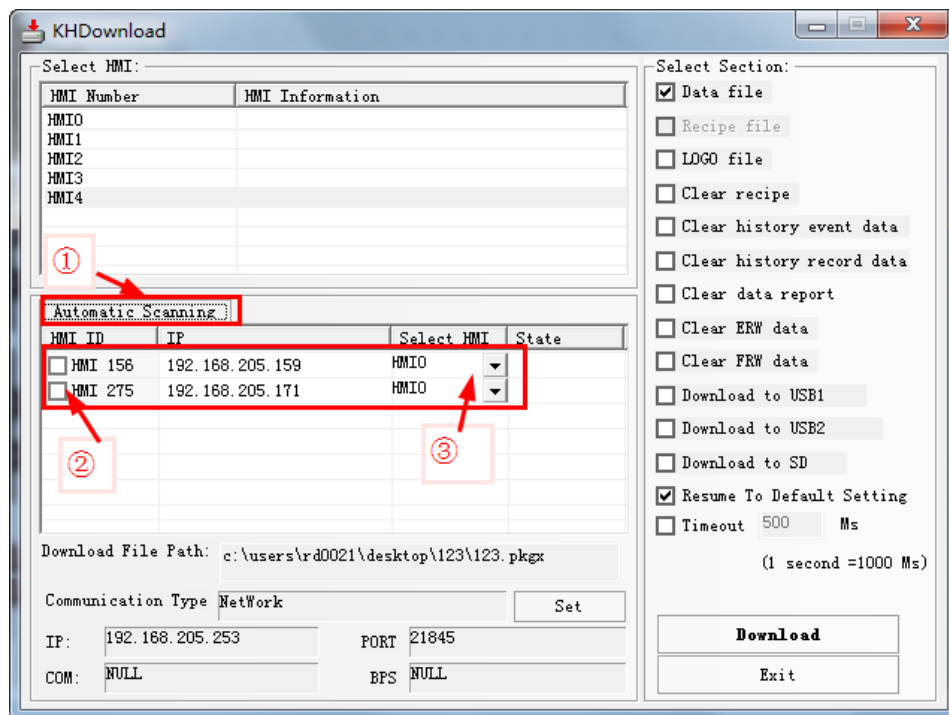 KHDownload
Select HMI:
HMI Number HMI Information
HMI0
HMI1
HMI2
HMI3
HMI4
①
Automatic Scanning
HMI ID IP Select HMI State
HMI 156 192.168.205.159 HMI0
HMI 275 192.168.205.171 HMI0
② ③
Download File Path: c:\users\rd0021\desktop\123\123.pkgx
Communication Type NetWork Set
IP: 192.168.205.253 PORT 21845
COM: NULL BPS NULL
Select Section:
Data file
Recipe file
LOGO file
Clear recipe
Clear history event data
Clear history record data
Clear data report
Clear ERW data
Clear FRW data
Download to USB1
Download to USB2
Download to SD
Resume To Default Setting
Timeout 500 Ms
(1 second =1000 Ms)
Download
Exit